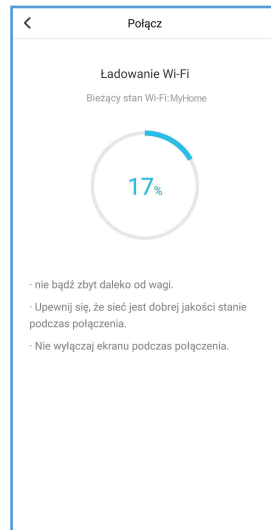 Połącz
Ładowanie Wi-Fi
Bieżący stan Wi-Fi:MyHome
17%
· nie bądź zbyt daleko od wagi.
· Upewnij się, że sieć jest dobrej jakości stanie
podczas połączenia.
· Nie wyłączaj ekranu podczas połączenia.